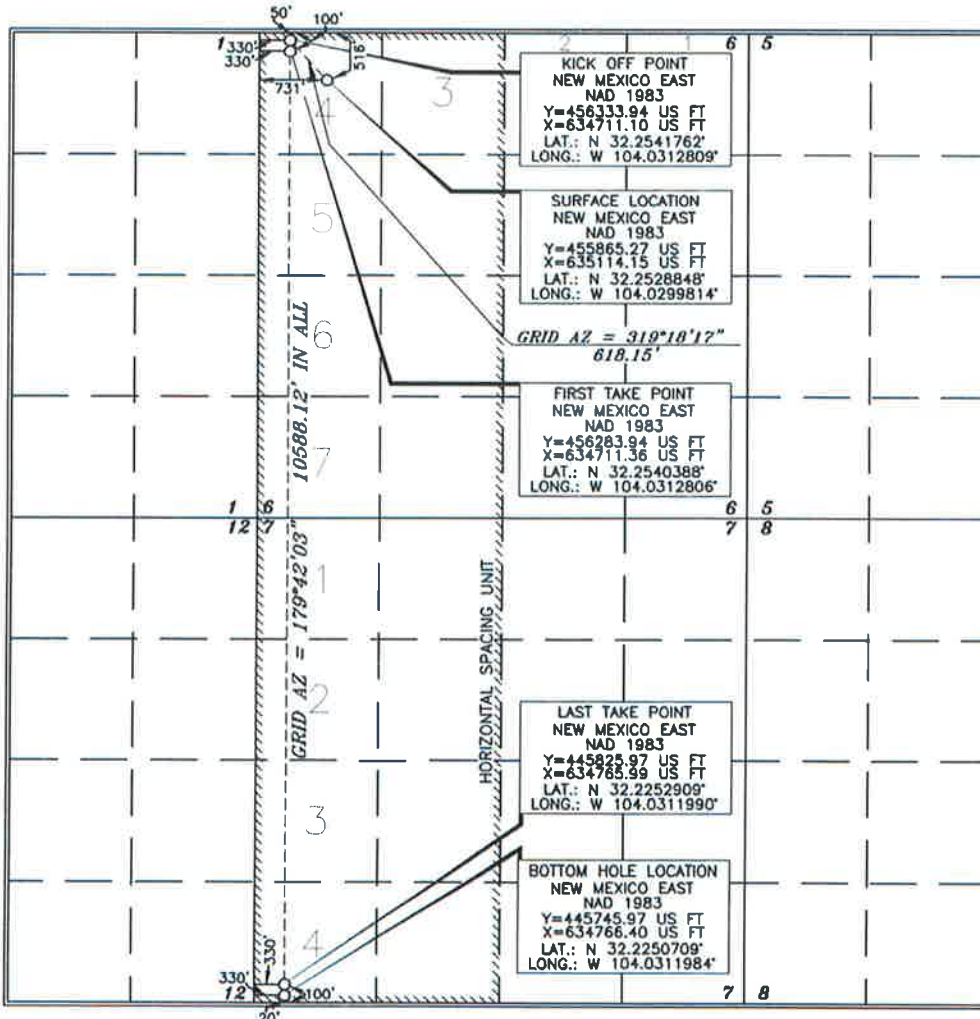 50'
100'
1
330'
330'
516'
731'
2
1
6
5
3
4
KICK OFF POINT
NEW MEXICO EAST
NAD 1983
Y=456333.94 US FT
X=634711.10 US FT
LAT.: N 32.2541762°
LONG.: W 104.0312809°
5
SURFACE LOCATION
NEW MEXICO EAST
NAD 1983
Y=455865.27 US FT
X=635114.15 US FT
LAT.: N 32.2528848°
LONG.: W 104.0299814°
6
GRID AZ = 319°18'17"
618.15'
10588.12' IN ALL
FIRST TAKE POINT
NEW MEXICO EAST
NAD 1983
Y=456283.94 US FT
X=634711.36 US FT
LAT.: N 32.2540388°
LONG.: W 104.0312806°
7
1 6
12 7
6 5
7 8
GRID AZ = 179°42'03"
1
HORIZONTAL SPACING UNIT
2
LAST TAKE POINT
NEW MEXICO EAST
NAD 1983
Y=445825.97 US FT
X=634765.99 US FT
LAT.: N 32.2252909°
LONG.: W 104.0311990°
3
BOTTOM HOLE LOCATION
NEW MEXICO EAST
NAD 1983
Y=445745.97 US FT
X=634766.40 US FT
LAT.: N 32.2250709°
LONG.: W 104.0311984°
4
330'
330'
12
100'
20'
7 8